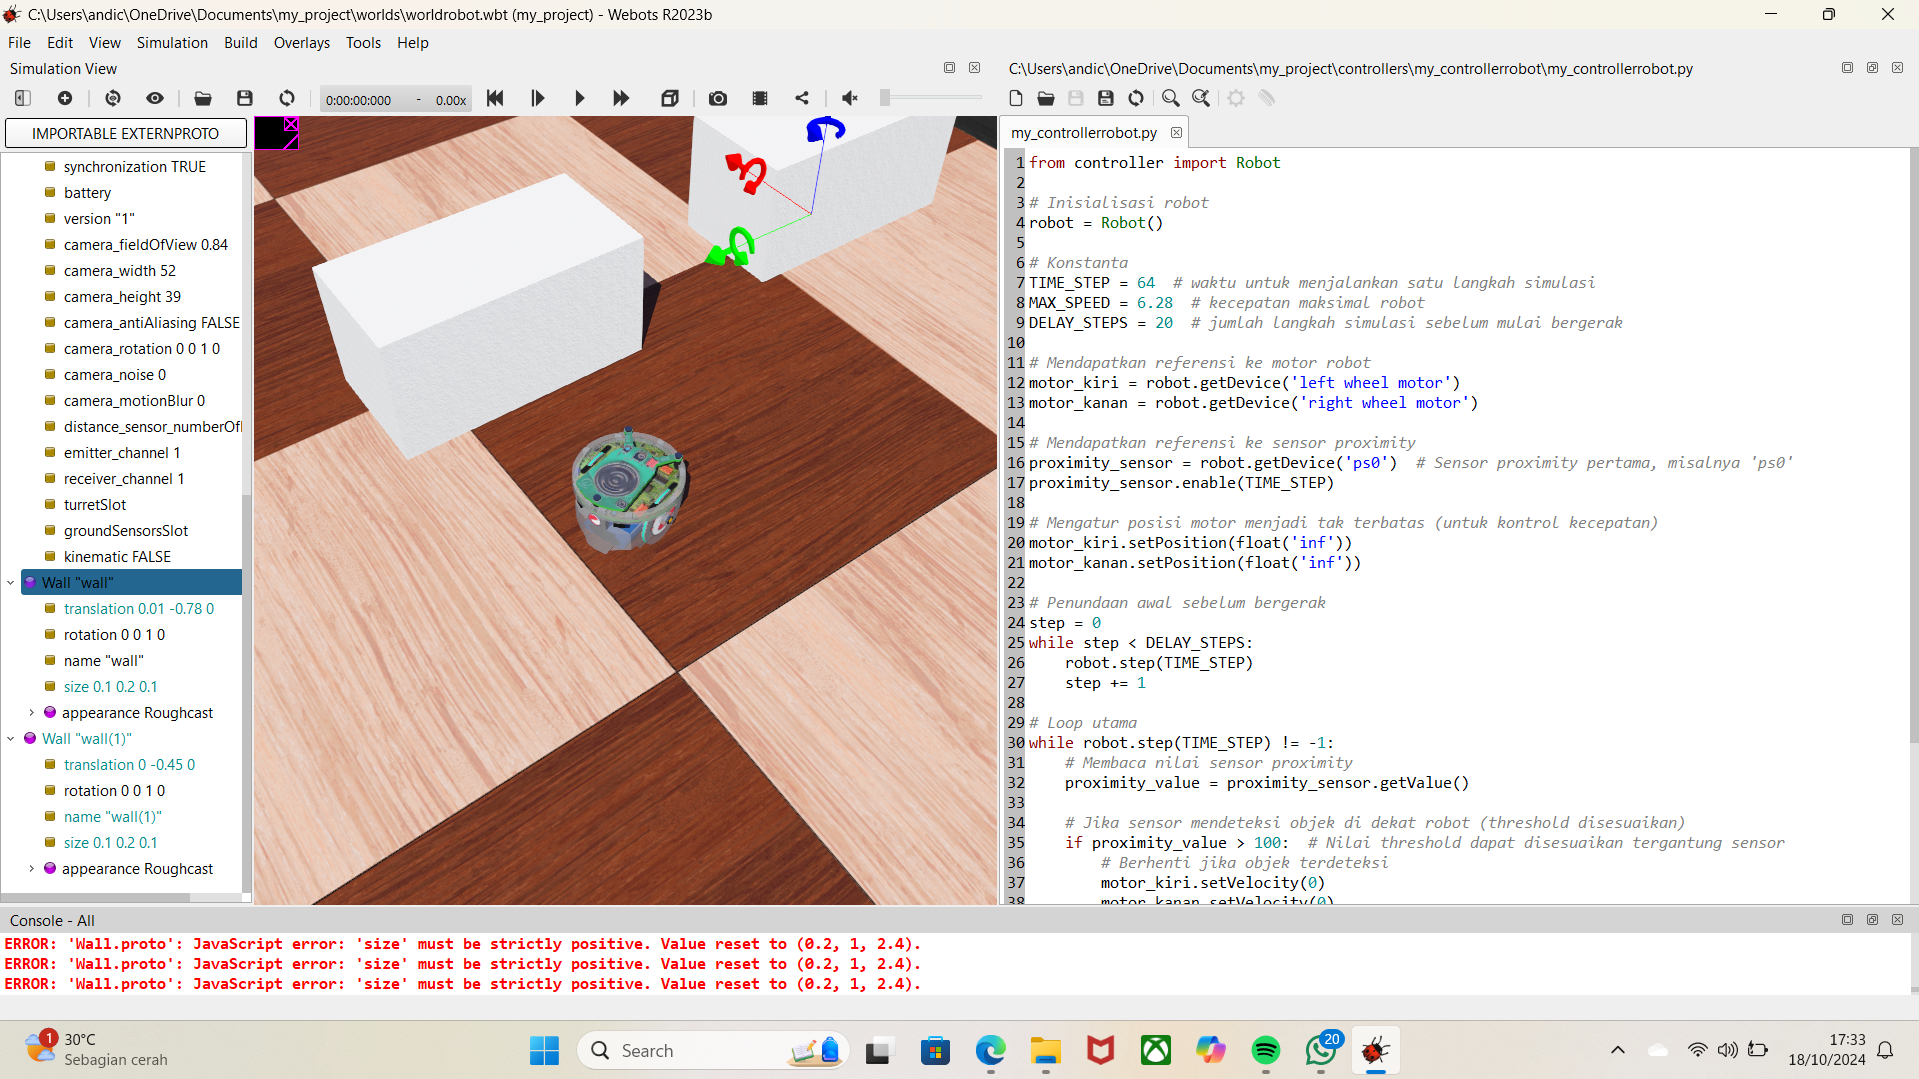 C:\Users\andic\OneDrive\Documents\my_project\worlds\worldrobot.wbt (my_project) - Webots R2023b
File Edit View Simulation Build Overlays Tools Help
Simulation View
0:00:00:000 - 0.00x
IMPORTABLE EXTERNPROTO
synchronization TRUE
battery
version "1"
camera_fieldOfView 0.84
camera_width 52
camera_height 39
camera_antiAliasing FALSE
camera_rotation 0 0 1 0
camera_noise 0
camera_motionBlur 0
distance_sensor_numberOf
emitter_channel 1
receiver_channel 1
turretSlot
groundSensorsSlot
kinematic FALSE
Wall "wall"
translation 0.01 -0.78 0
rotation 0 0 1 0
name "wall"
size 0.1 0.2 0.1
appearance Roughcast
Wall "wall(1)"
translation 0 -0.45 0
rotation 0 0 1 0
name "wall(1)"
size 0.1 0.2 0.1
appearance Roughcast
C:\Users\andic\OneDrive\Documents\my_project\controllers\my_controllerrobot\my_controllerrobot.py
my_controllerrobot.py
1 from controller import Robot
2
3 # Inisialisasi robot
4 robot = Robot()
5
6 # Konstanta
7 TIME_STEP = 64  # waktu untuk menjalankan satu langkah simulasi
8 MAX_SPEED = 6.28  # kecepatan maksimal robot
9 DELAY_STEPS = 20  # jumlah langkah simulasi sebelum mulai bergerak
10
11 # Mendapatkan referensi ke motor robot
12 motor_kiri = robot.getDevice('left wheel motor')
13 motor_kanan = robot.getDevice('right wheel motor')
14
15 # Mendapatkan referensi ke sensor proximity
16 proximity_sensor = robot.getDevice('ps0')  # Sensor proximity pertama, misalnya 'ps0'
17 proximity_sensor.enable(TIME_STEP)
18
19 # Mengatur posisi motor menjadi tak terbatas (untuk kontrol kecepatan)
20 motor_kiri.setPosition(float('inf'))
21 motor_kanan.setPosition(float('inf'))
22
23 # Penundaan awal sebelum bergerak
24 step = 0
25 while step < DELAY_STEPS:
26     robot.step(TIME_STEP)
27     step += 1
28
29 # Loop utama
30 while robot.step(TIME_STEP) != -1:
31     # Membaca nilai sensor proximity
32     proximity_value = proximity_sensor.getValue()
33
34     # Jika sensor mendeteksi objek di dekat robot (threshold disesuaikan)
35     if proximity_value > 100:  # Nilai threshold dapat disesuaikan tergantung sensor
36         # Berhenti jika objek terdeteksi
37         motor_kiri.setVelocity(0)
38         motor_kanan.setVelocity(0)
Console - All
ERROR: 'Wall.proto': JavaScript error: 'size' must be strictly positive. Value reset to (0.2, 1, 2.4).
ERROR: 'Wall.proto': JavaScript error: 'size' must be strictly positive. Value reset to (0.2, 1, 2.4).
ERROR: 'Wall.proto': JavaScript error: 'size' must be strictly positive. Value reset to (0.2, 1, 2.4).
1
30°C
Sebagian cerah
Search
20
17:33
18/10/2024